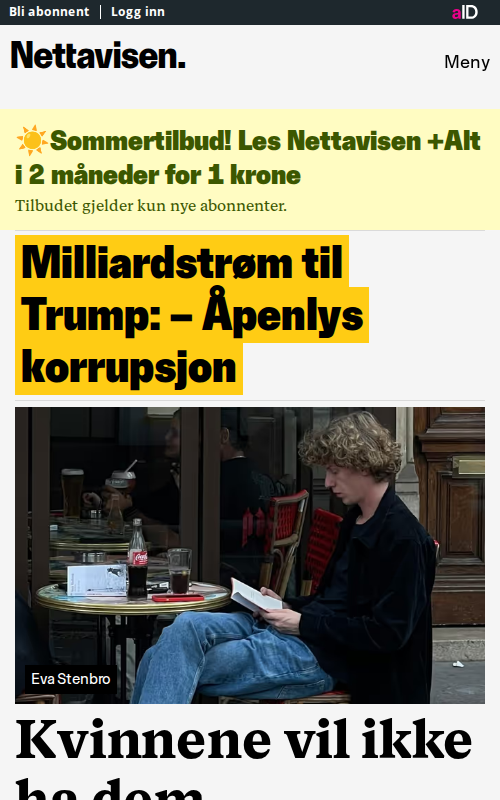 Bli abonnent | Logg inn
aID
Nettavisen.
Meny
☀️Sommertilbud! Les Nettavisen +Alt
i 2 måneder for 1 krone
Tilbudet gjelder kun nye abonnenter.
Milliardstrøm til
Trump: – Åpenlys
korrupsjon
Coca-Cola
Eva Stenbro
Kvinnene vil ikke
ha dem